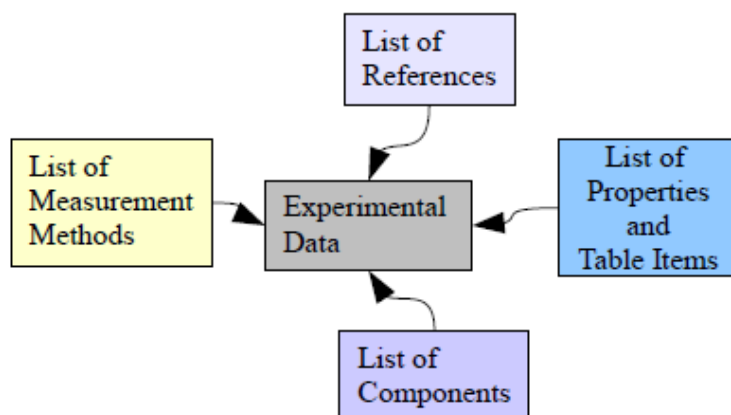 List of
References
List of
Measurement
Methods
Experimental
Data
List of
Properties
and
Table Items
List of
Components